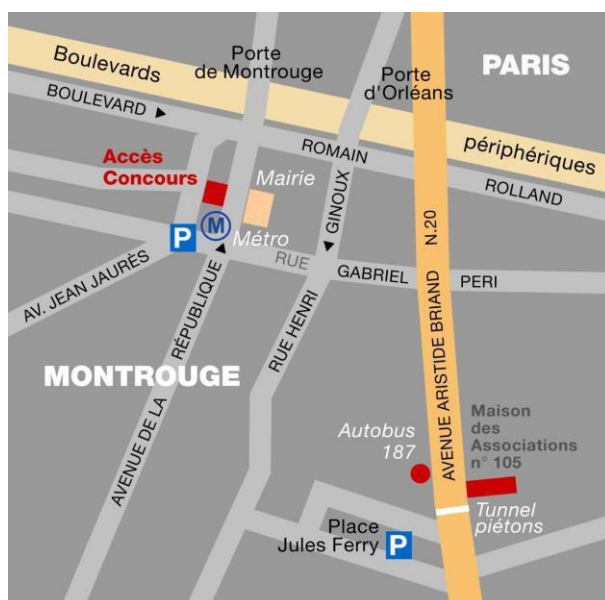 Porte
de Montrouge
Boulevards
périphériques
PARIS
Porte
d'Orléans
BOULEVARD
ROMAIN
ROLLAND
Accès
Concours
Mairie
M
Métro
P
RUE
GABRIEL
PERI
GINOUX
RUE HENRI
N.20
AVENUE ARISTIDE BRIAND
AV. JEAN JAURÈS
AVENUE DE LA RÉPUBLIQUE
MONTROUGE
Autobus
187
Maison
des
Associations
n° 105
Tunnel
piétons
Place
Jules Ferry
P